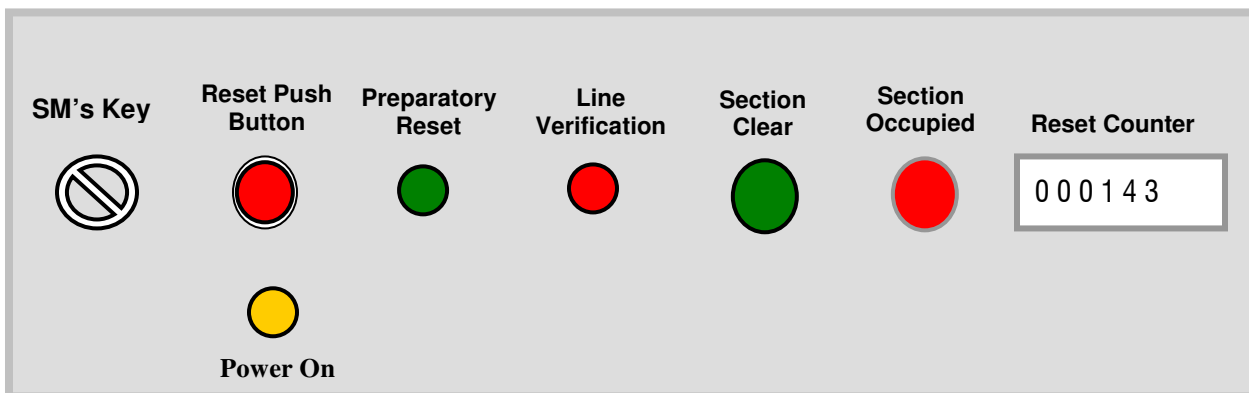 SM's Key
Reset Push
Button
Preparatory
Reset
Line
Verification
Section
Clear
Section
Occupied
Reset Counter
000143
Power On